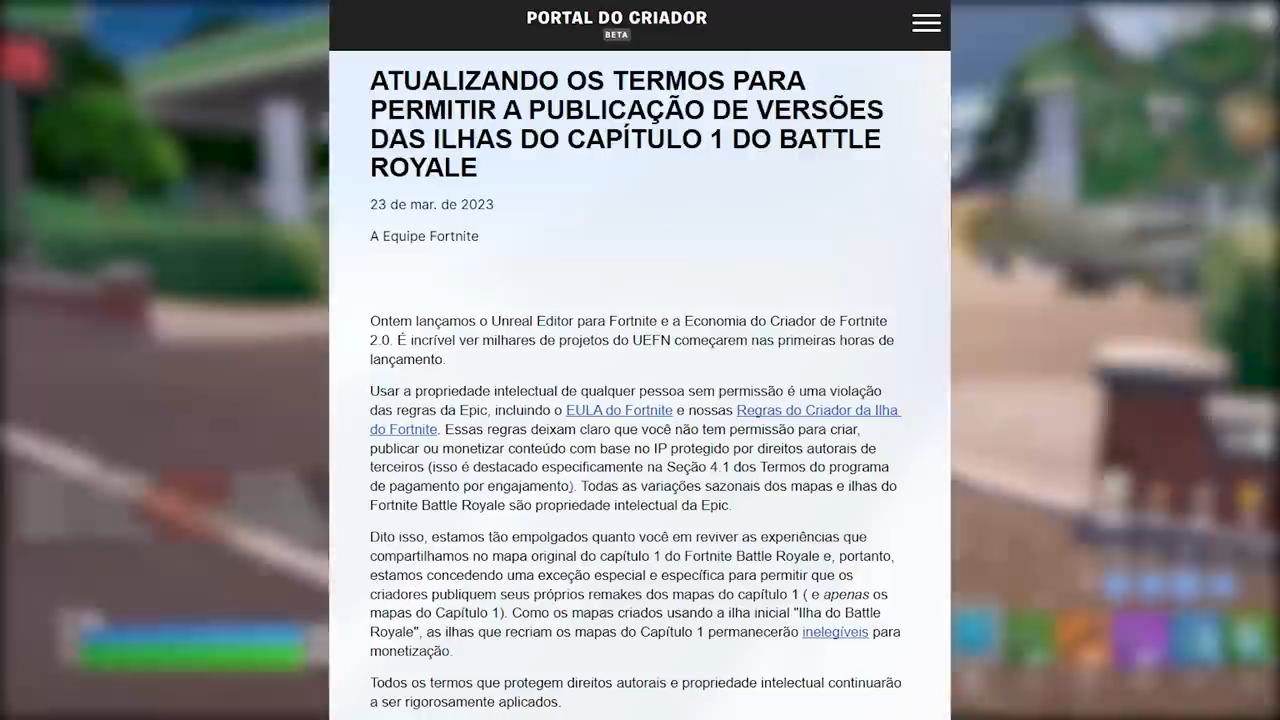 PORTAL DO CRIADOR
BETA
ATUALIZANDO OS TERMOS PARA
PERMITIR A PUBLICAÇÃO DE VERSÕES
DAS ILHAS DO CAPÍTULO 1 DO BATTLE
ROYALE
23 de mar. de 2023
A Equipe Fortnite
Ontem lançamos o Unreal Editor para Fortnite e a Economia do Criador de Fortnite
2.0. É incrível ver milhares de projetos do UEFN começarem nas primeiras horas de
lançamento.
Usar a propriedade intelectual de qualquer pessoa sem permissão é uma violação
das regras da Epic, incluindo o EULA do Fortnite e nossas Regras do Criador da Ilha
do Fortnite. Essas regras deixam claro que você não tem permissão para criar,
publicar ou monetizar conteúdo com base no IP protegido por direitos autorais de
terceiros (isso é destacado especificamente na Seção 4.1 dos Termos do programa
de pagamento por engajamento). Todas as variações sazonais dos mapas e ilhas do
Fortnite Battle Royale são propriedade intelectual da Epic.
Dito isso, estamos tão empolgados quanto você em reviver as experiências que
compartilhamos no mapa original do capítulo 1 do Fortnite Battle Royale e, portanto,
estamos concedendo uma exceção especial e específica para permitir que os
criadores publiquem seus próprios remakes dos mapas do capítulo 1 ( e apenas os
mapas do Capítulo 1). Como os mapas criados usando a ilha inicial "Ilha do Battle
Royale", as ilhas que recriam os mapas do Capítulo 1 permanecerão inelegíveis para
monetização.
Todos os termos que protegem direitos autorais e propriedade intelectual continuarão
a ser rigorosamente aplicados.